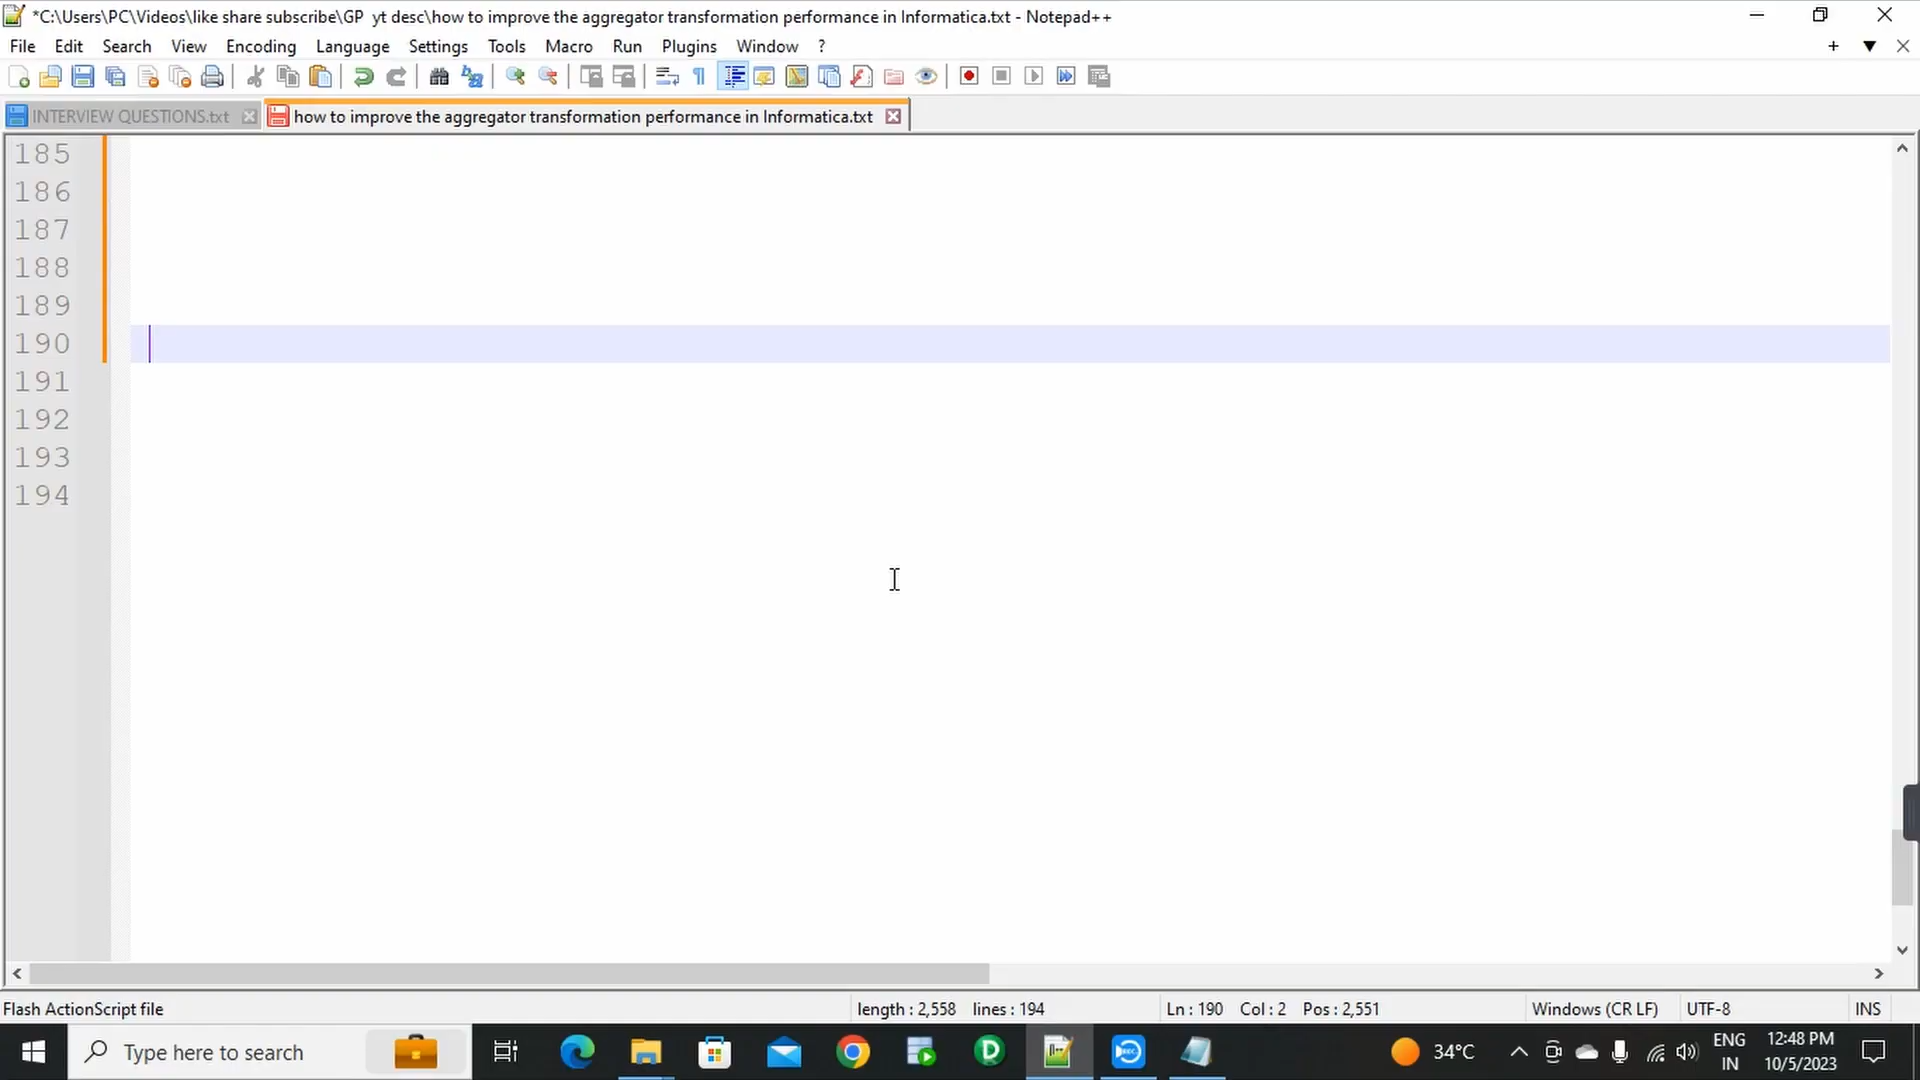 *C:\Users\PC\Videos\like share subscribe\GP  yt desc\how to improve the aggregator transformation performance in Informatica.txt - Notepad++
File Edit Search View Encoding Language Settings Tools Macro Run Plugins Window ?
INTERVIEW QUESTIONS.txt how to improve the aggregator transformation performance in Informatica.txt
185
186
187
188
189
190
191
192
193
194
Flash ActionScript file length : 2,558 lines : 194 Ln : 190 Col : 2 Pos : 2,551 Windows (CR LF) UTF-8 INS
Type here to search 34°C ENG 12:48 PM
IN 10/5/2023